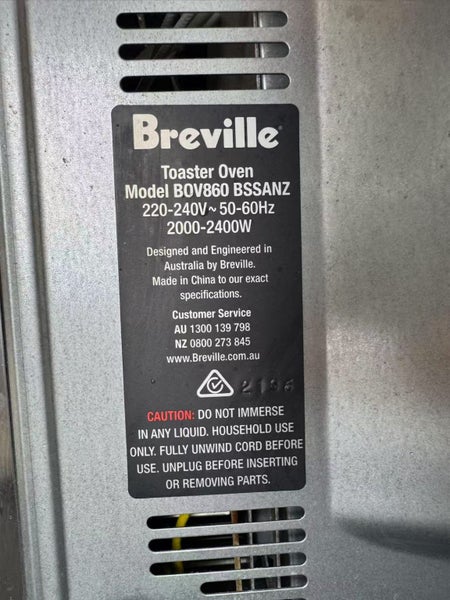 Breville
Toaster Oven
Model BOV860 BSSANZ
220-240V~ 50-60Hz
2000-2400W
Designed and Engineered in
Australia by Breville.
Made in China to our exact
specifications.
Customer Service
AU 1300 139 798
NZ 0800 273 845
www.Breville.com.au
CAUTION: DO NOT IMMERSE
IN ANY LIQUID. HOUSEHOLD USE
ONLY. FULLY UNWIND CORD BEFORE
USE. UNPLUG BEFORE INSERTING
OR REMOVING PARTS.